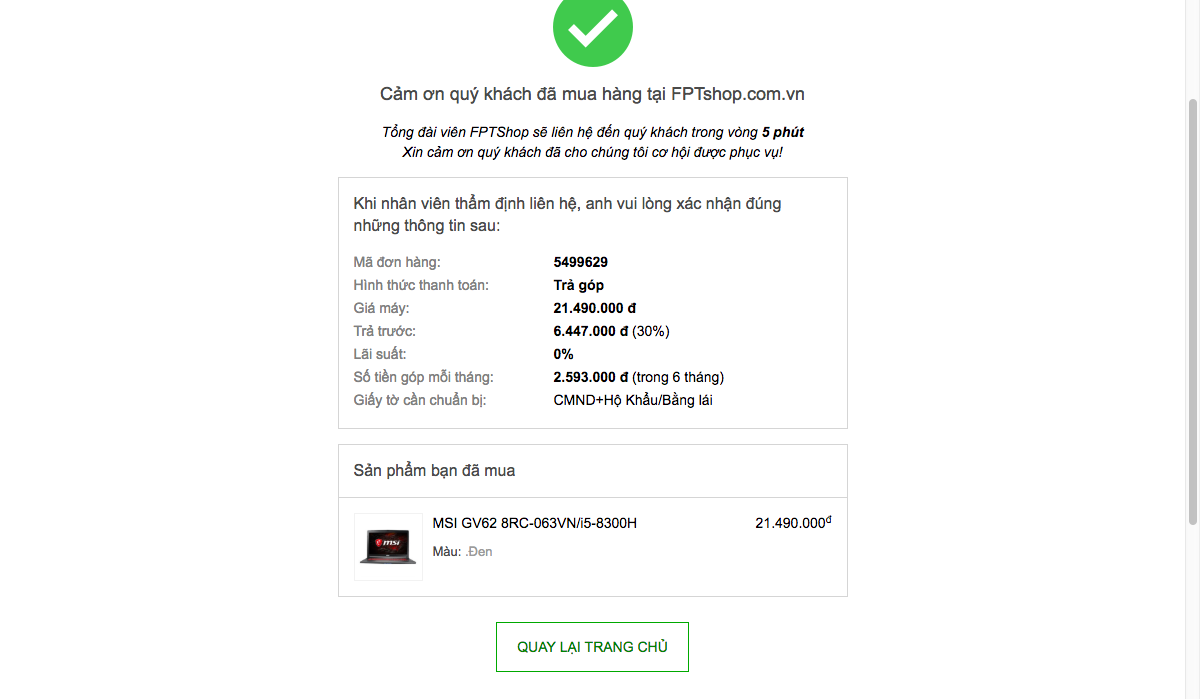 Cảm ơn quý khách đã mua hàng tại FPTshop.com.vn
Tổng đài viên FPTShop sẽ liên hệ đến quý khách trong vòng 5 phút
Xin cảm ơn quý khách đã cho chúng tôi cơ hội được phục vụ!
Khi nhân viên thẩm định liên hệ, anh vui lòng xác nhận đúng
những thông tin sau:
Mã đơn hàng: 5499629
Hình thức thanh toán: Trả góp
Giá máy: 21.490.000 đ
Trả trước: 6.447.000 đ (30%)
Lãi suất: 0%
Số tiền góp mỗi tháng: 2.593.000 đ (trong 6 tháng)
Giấy tờ cần chuẩn bị: CMND+Hộ Khẩu/Bằng lái
Sản phẩm bạn đã mua
msi
MSI GV62 8RC-063VN/i5-8300H 21.490.000đ
Màu: .Đen
QUAY LẠI TRANG CHỦ